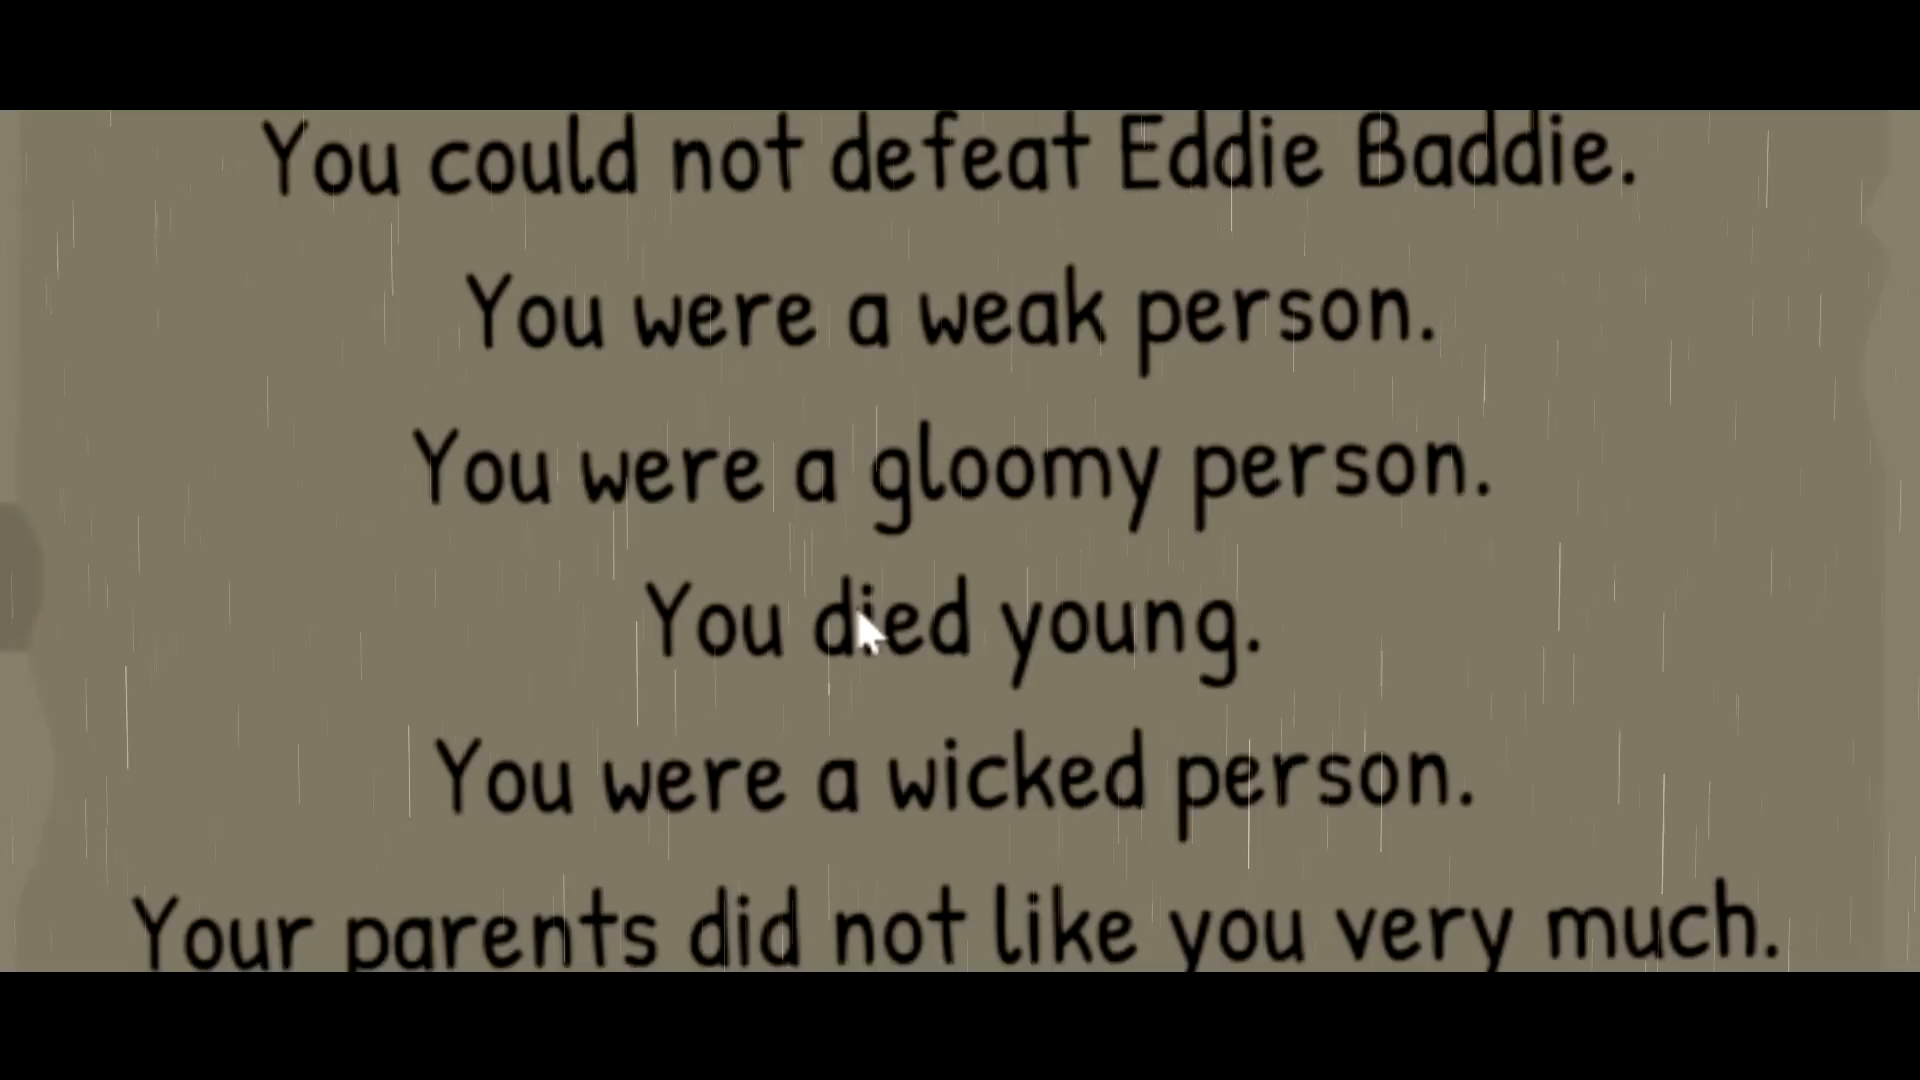 You could not defeat Eddie Baddie.
You were a weak person.
You were a gloomy person.
You died young.
You were a wicked person.
Your parents did not like you very much.